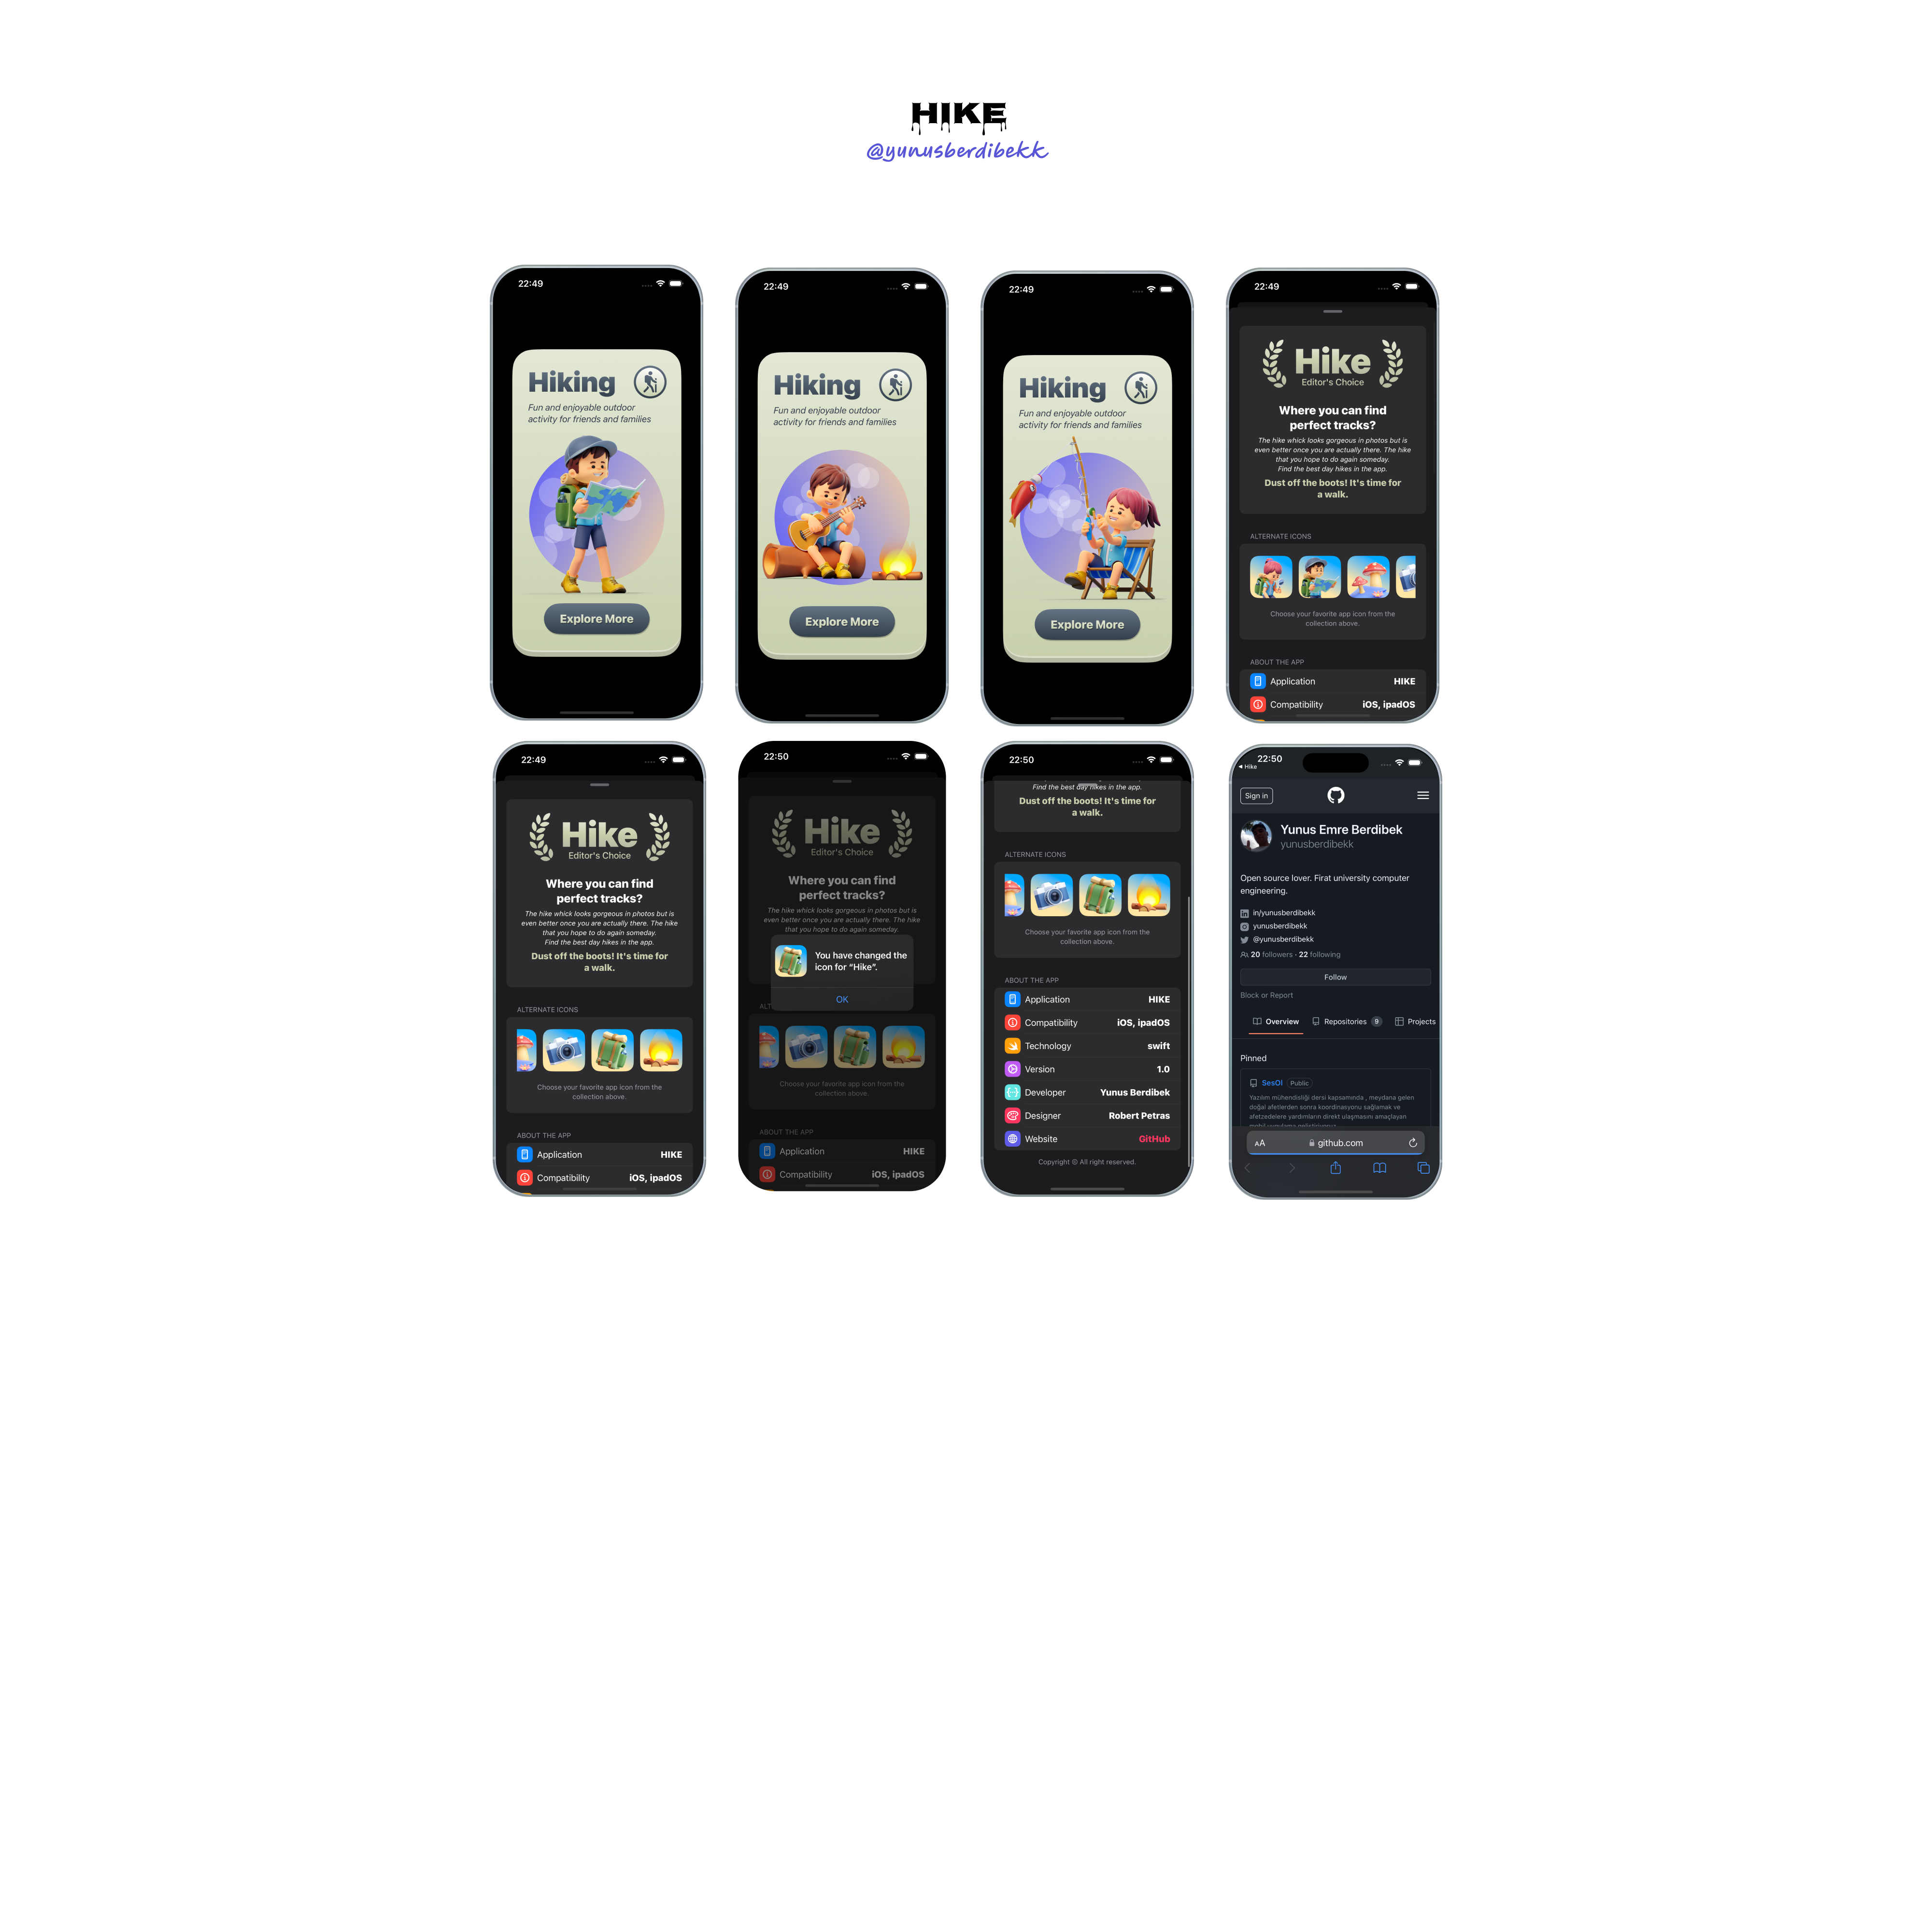 HIKE
@yunusberdibekk
22:49
Hiking
Fun and enjoyable outdoor
activity for friends and families
Explore More
22:49
Hiking
Fun and enjoyable outdoor
activity for friends and families
Explore More
22:49
Hiking
Fun and enjoyable outdoor
activity for friends and families
Explore More
22:49
Hike
Editor's Choice
Where you can find
perfect tracks?
The hike whick looks gorgeous in photos but is
even better once you are actually there. The hike
that you hope to do again someday.
Find the best day hikes in the app.
Dust off the boots! It's time for
a walk.
ALTERNATE ICONS
Choose your favorite app icon from the
collection above.
ABOUT THE APP
Application HIKE
Compatibility iOS, ipadOS
22:49
Hike
Editor's Choice
Where you can find
perfect tracks?
The hike whick looks gorgeous in photos but is
even better once you are actually there. The hike
that you hope to do again someday.
Find the best day hikes in the app.
Dust off the boots! It's time for
a walk.
ALTERNATE ICONS
Choose your favorite app icon from the
collection above.
ABOUT THE APP
Application HIKE
Compatibility iOS, ipadOS
22:50
Hike
Editor's Choice
Where you can find
perfect tracks?
The hike whick looks gorgeous in photos but is
even better once you are actually there. The hike
that you hope to do again someday.
You have changed the
icon for “Hike”.
OK
ALT
Choose your favorite app icon from the
collection above.
ABOUT THE APP
Application HIKE
Compatibility iOS, ipadOS
22:50
Find the best day hikes in the app.
Dust off the boots! It's time for
a walk.
ALTERNATE ICONS
Choose your favorite app icon from the
collection above.
ABOUT THE APP
Application HIKE
Compatibility iOS, ipadOS
Technology swift
Version 1.0
Developer Yunus Berdibek
Designer Robert Petras
Website GitHub
Copyright © All right reserved.
22:50
Hike
Sign in
Yunus Emre Berdibek
yunusberdibekk
Open source lover. Firat university computer
engineering.
in/yunusberdibekk
yunusberdibekk
@yunusberdibekk
20 followers · 22 following
Follow
Block or Report
Overview Repositories 9 Projects
Pinned
SesOl Public
Yazılım mühendisliği dersi kapsamında , meydana gelen
doğal afetlerden sonra koordinasyonu sağlamak ve
afetzedelere yardımların direkt ulaşmasını amaçlayan
AA github.com